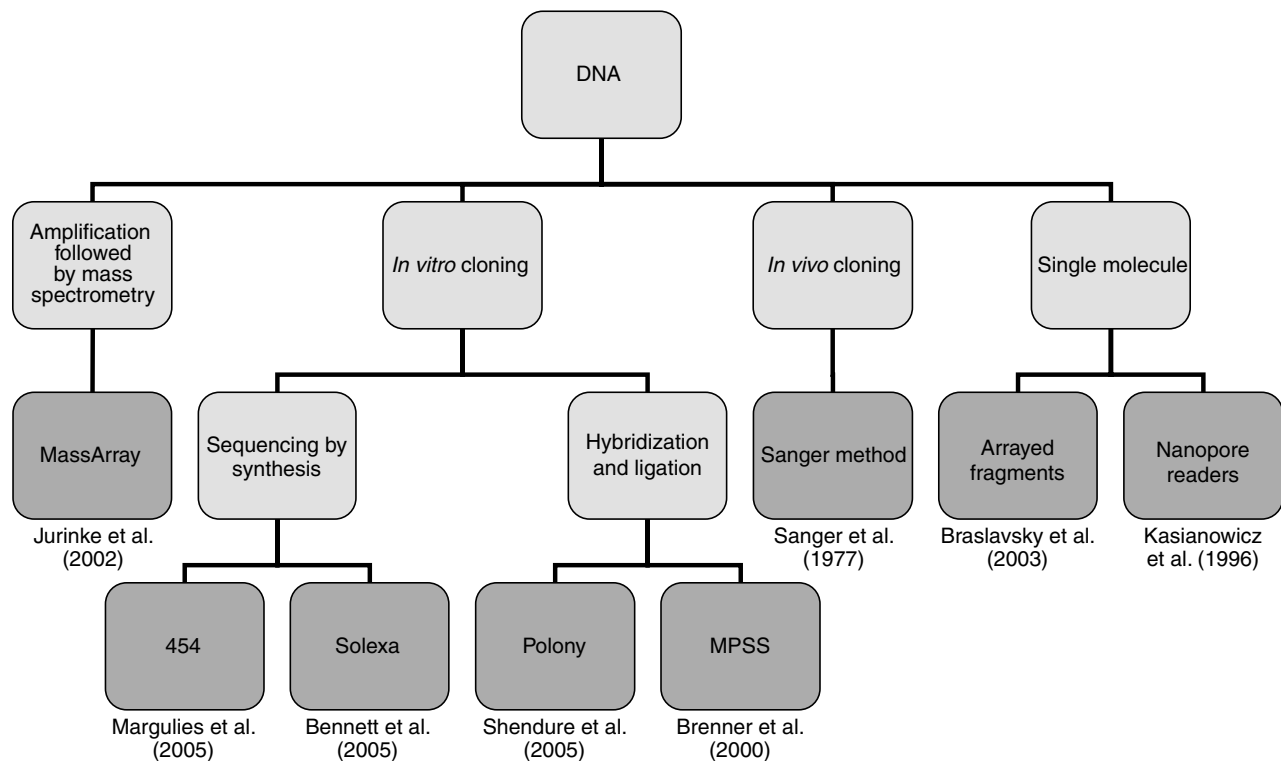 DNA
Amplification
followed
by mass
spectrometry
In vitro cloning
In vivo cloning
Single molecule
MassArray
Jurinke et al.
(2002)
Sequencing by
synthesis
Hybridization
and ligation
Sanger method
Sanger et al.
(1977)
Arrayed
fragments
Braslavsky et al.
(2003)
Nanopore
readers
Kasianowicz
et al. (1996)
454
Margulies et al.
(2005)
Solexa
Bennett et al.
(2005)
Polony
Shendure et al.
(2005)
MPSS
Brenner et al.
(2000)